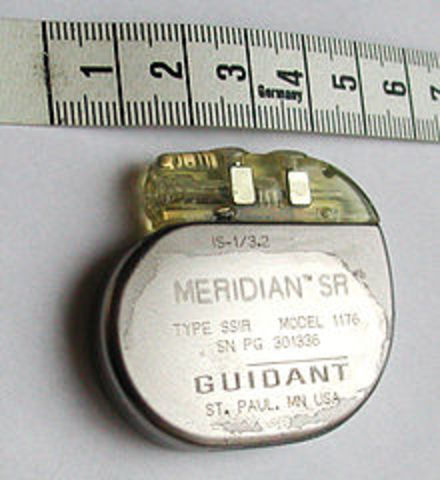 1 2 3 4 5 6 7
Germany
IS-1/3.2
MERIDIAN™ SR
TYPE SSIR MODEL 1176
SN PG 301336
GUIDANT
ST. PAUL, MN USA